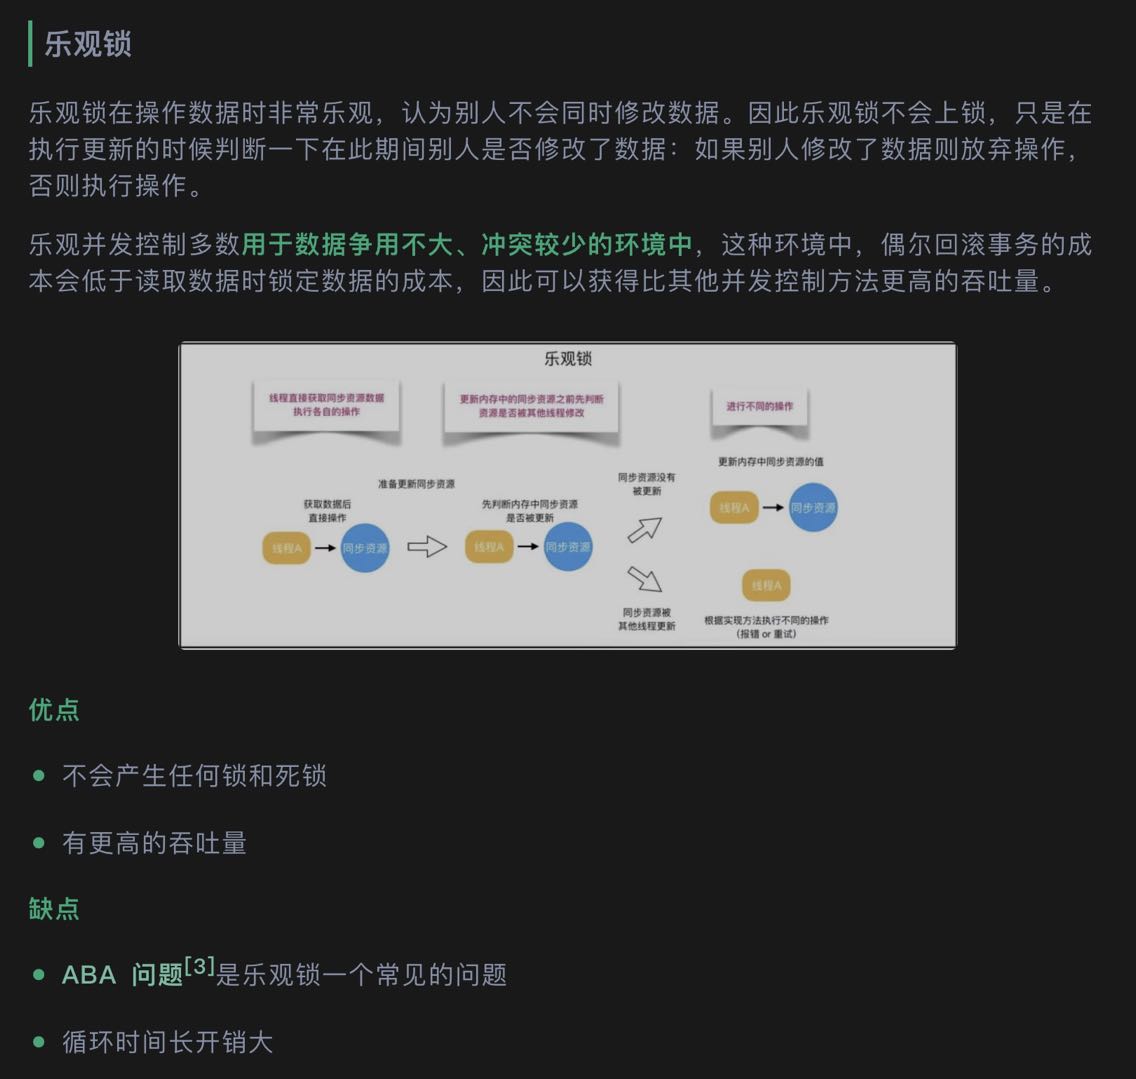 乐观锁
乐观锁在操作数据时非常乐观，认为别人不会同时修改数据。因此乐观锁不会上锁，只是在
执行更新的时候判断一下在此期间别人是否修改了数据：如果别人修改了数据则放弃操作，
否则执行操作。
乐观并发控制多数用于数据争用不大、冲突较少的环境中，这种环境中，偶尔回滚事务的成
本会低于读取数据时锁定数据的成本，因此可以获得比其他并发控制方法更高的吞吐量。
乐观锁
线程直接获取同步资源数据
执行各自的操作
更新内存中的同步资源之前先判断
资源是否被其他线程修改
进行不同的操作
准备更新同步资源
获取数据后
直接操作
线程A
同步资源
先判断内存中同步资源
是否被更新
线程A
同步资源
同步资源没有
被更新
更新内存中同步资源的值
线程A
同步资源
同步资源被
其他线程更新
线程A
根据实现方法执行不同的操作
(报错 or 重试)
优点
不会产生任何锁和死锁
有更高的吞吐量
缺点
ABA 问题[3]是乐观锁一个常见的问题
循环时间长开销大